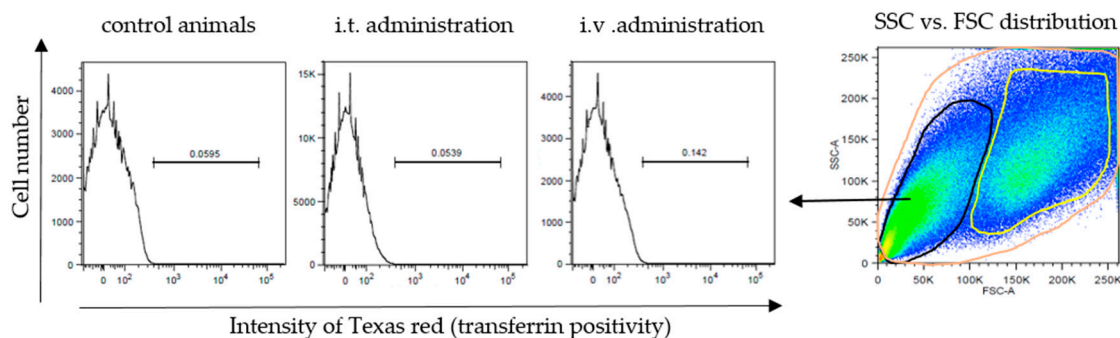 control animals
i.t. administration
i.v .administration
SSC vs. FSC distribution
Cell number
4000
3000
2000
1000
0
0.0595
0 10² 10³ 10⁴ 10⁵
15K
10K
5000
0
0.0539
0 10² 10³ 10⁴ 10⁵
4000
3000
2000
1000
0
0.142
0 10² 10³ 10⁴ 10⁵
SSC-A
250K
200K
150K
100K
50K
0
0 50K 100K 150K 200K 250K
FSC-A
Intensity of Texas red (transferrin positivity)